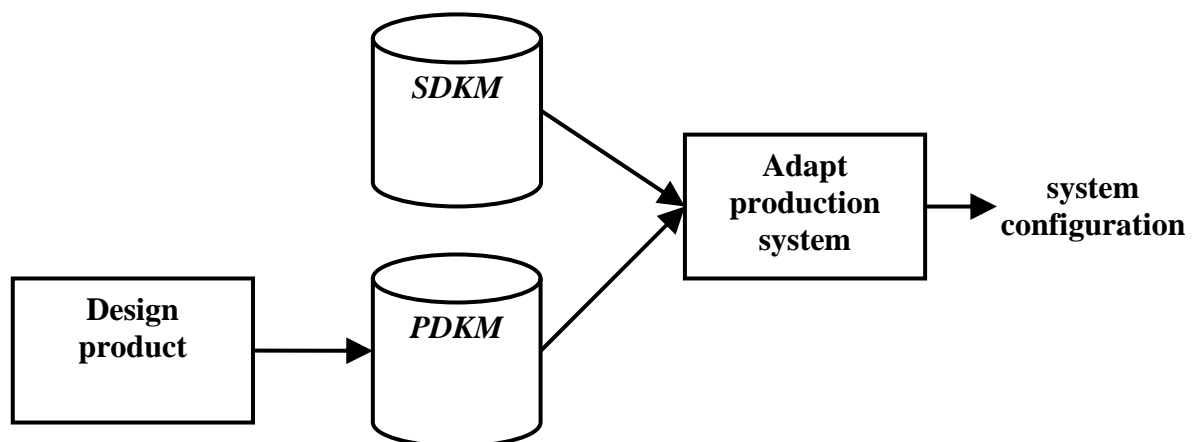 SDKM
Adapt
production
system
system
configuration
Design
product
PDKM